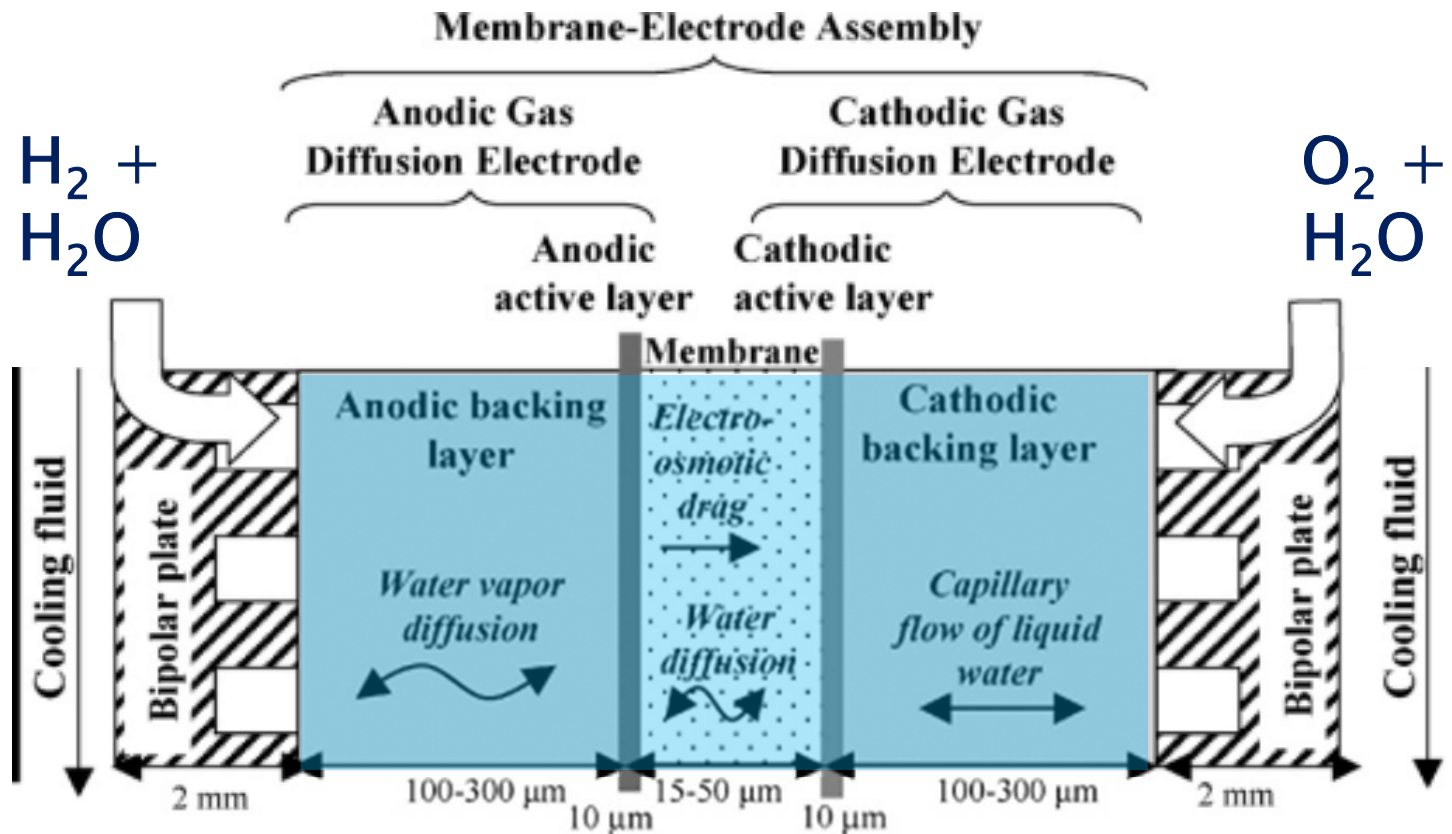 Membrane-Electrode Assembly
Anodic Gas
Diffusion Electrode
Cathodic Gas
Diffusion Electrode
H₂ +
H₂O
O₂ +
H₂O
Anodic
active layer
Cathodic
active layer
Membrane
Cooling fluid
Bipolar plate
Anodic backing
layer
Water vapor
diffusion
Electro-
osmotic
drag
Water
diffusion
Cathodic
backing layer
Capillary
flow of liquid
water
Bipolar plate
Cooling fluid
2 mm
100-300 μm
10 μm
15-50 μm
10 μm
100-300 μm
2 mm